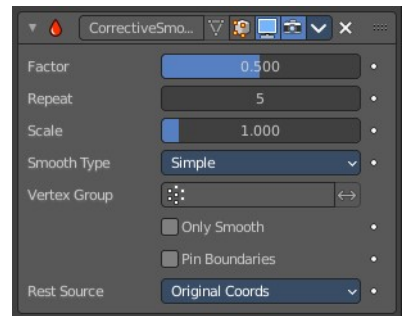 CorrectiveSmo...
Factor 0.500
Repeat 5
Scale 1.000
Smooth Type Simple
Vertex Group
Only Smooth
Pin Boundaries
Rest Source Original Coords